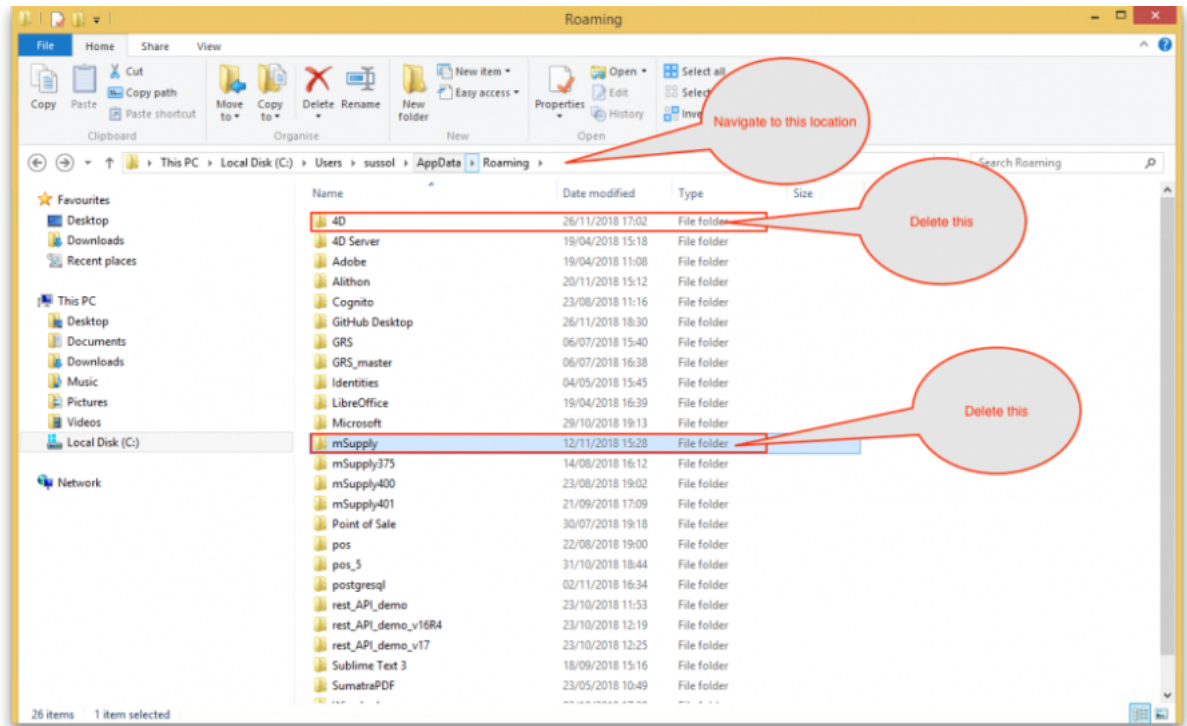 Roaming
File Home Share View
Copy
Paste
Cut
Copy path
Paste shortcut
Clipboard
Move to
Copy to
Delete
Rename
Organise
New folder
New item
Easy access
New
Properties
Open
Edit
History
Open
Select all
Selec
Inve
Navigate to this location
This PC Local Disk (C:) Users sussol AppData Roaming
Search Roaming
Favourites
Desktop
Downloads
Recent places
This PC
Desktop
Documents
Downloads
Music
Pictures
Videos
Local Disk (C:)
Network
Name Date modified Type Size
4D 26/11/2018 17:02 File folder
Delete this
4D Server 19/04/2018 15:18 File folder
Adobe 19/04/2018 11:08 File folder
Alithon 20/11/2018 15:12 File folder
Cognito 23/08/2018 11:16 File folder
GitHub Desktop 26/11/2018 18:30 File folder
GRS 06/07/2018 15:40 File folder
GRS_master 06/07/2018 16:38 File folder
Identities 04/05/2018 15:45 File folder
LibreOffice 19/04/2018 16:39 File folder
Microsoft 29/10/2018 19:13 File folder
mSupply 12/11/2018 15:28 File folder
Delete this
mSupply375 14/08/2018 16:12 File folder
mSupply400 23/08/2018 19:02 File folder
mSupply401 21/09/2018 17:09 File folder
Point of Sale 30/07/2018 19:18 File folder
pos 22/08/2018 19:00 File folder
pos_5 31/10/2018 18:44 File folder
postgresql 02/11/2018 16:34 File folder
rest_API_demo 23/10/2018 11:53 File folder
rest_API_demo_v16R4 23/10/2018 12:19 File folder
rest_API_demo_v17 23/10/2018 12:25 File folder
Sublime Text 3 18/09/2018 15:16 File folder
SumatraPDF 23/05/2018 10:49 File folder
26 items 1 item selected